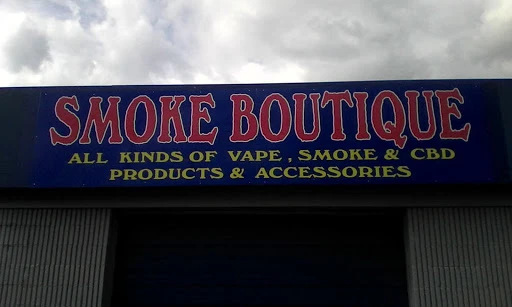 SMOKE BOUTIQUE
ALL KINDS OF VAPE , SMOKE & CBD
PRODUCTS & ACCESSORIES